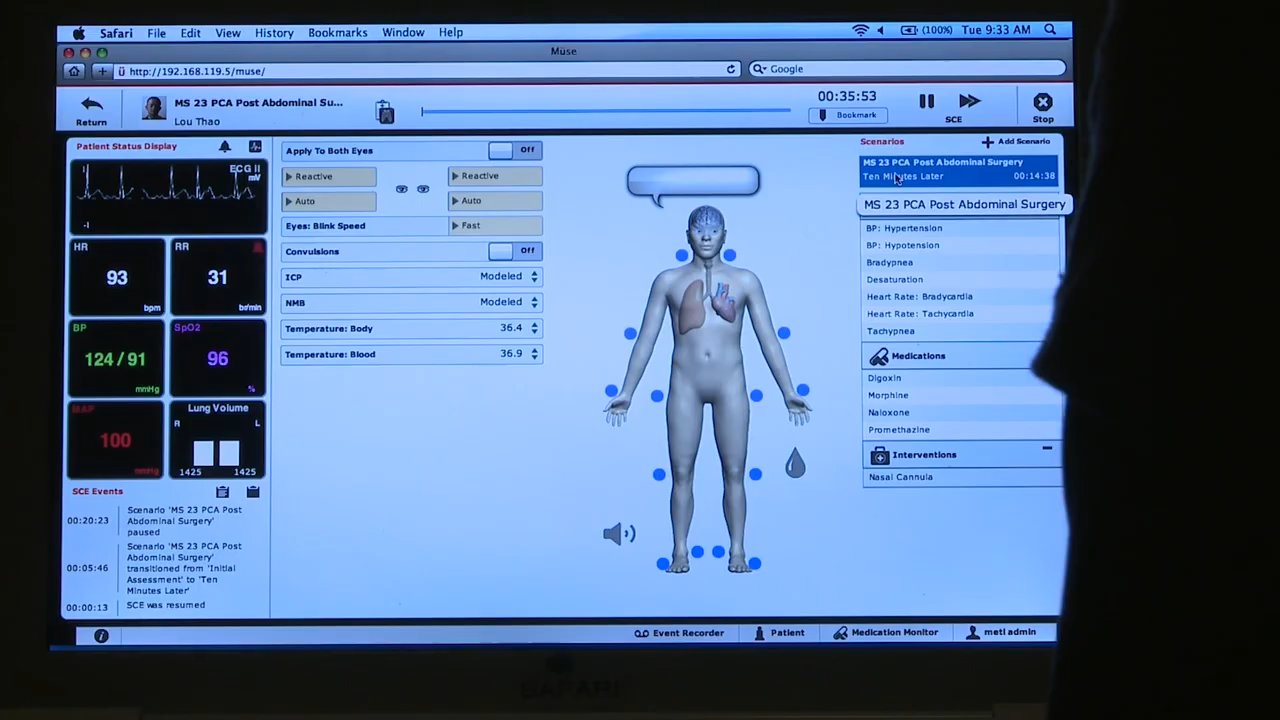 Safari File Edit View History Bookmarks Window Help (100%) Tue 9:33 AM
Müse
http://192.168.119.5/muse/ Google
Return
MS 23 PCA Post Abdominal Su...
Lou Thao
00:35:53
Bookmark
SCE
Stop
Patient Status Display
ECG II
mV
1
-1
HR
93
bpm
RR
31
br/min
BP
124 / 91
mmHg
SpO2
96
%
MAP
100
mmHg
Lung Volume
R L
1425 1425
SCE Events
00:20:23
Scenario 'MS 23 PCA Post
Abdominal Surgery'
paused
00:05:46
Scenario 'MS 23 PCA Post
Abdominal Surgery'
transitioned from 'Initial
Assessment' to 'Ten
Minutes Later'
00:00:13 SCE was resumed
Apply To Both Eyes Off
Reactive Reactive
Auto Auto
Eyes: Blink Speed Fast
Convulsions Off
ICP Modeled
NMB Modeled
Temperature: Body 36.4
Temperature: Blood 36.9
Scenarios Add Scenario
MS 23 PCA Post Abdominal Surgery
Ten Minutes Later 00:14:38
MS 23 PCA Post Abdominal Surgery
BP: Hypertension
BP: Hypotension
Bradypnea
Desaturation
Heart Rate: Bradycardia
Heart Rate: Tachycardia
Tachypnea
Medications
Digoxin
Morphine
Naloxone
Promethazine
Interventions
Nasal Cannula
Event Recorder Patient Medication Monitor meti admin
SAFARI